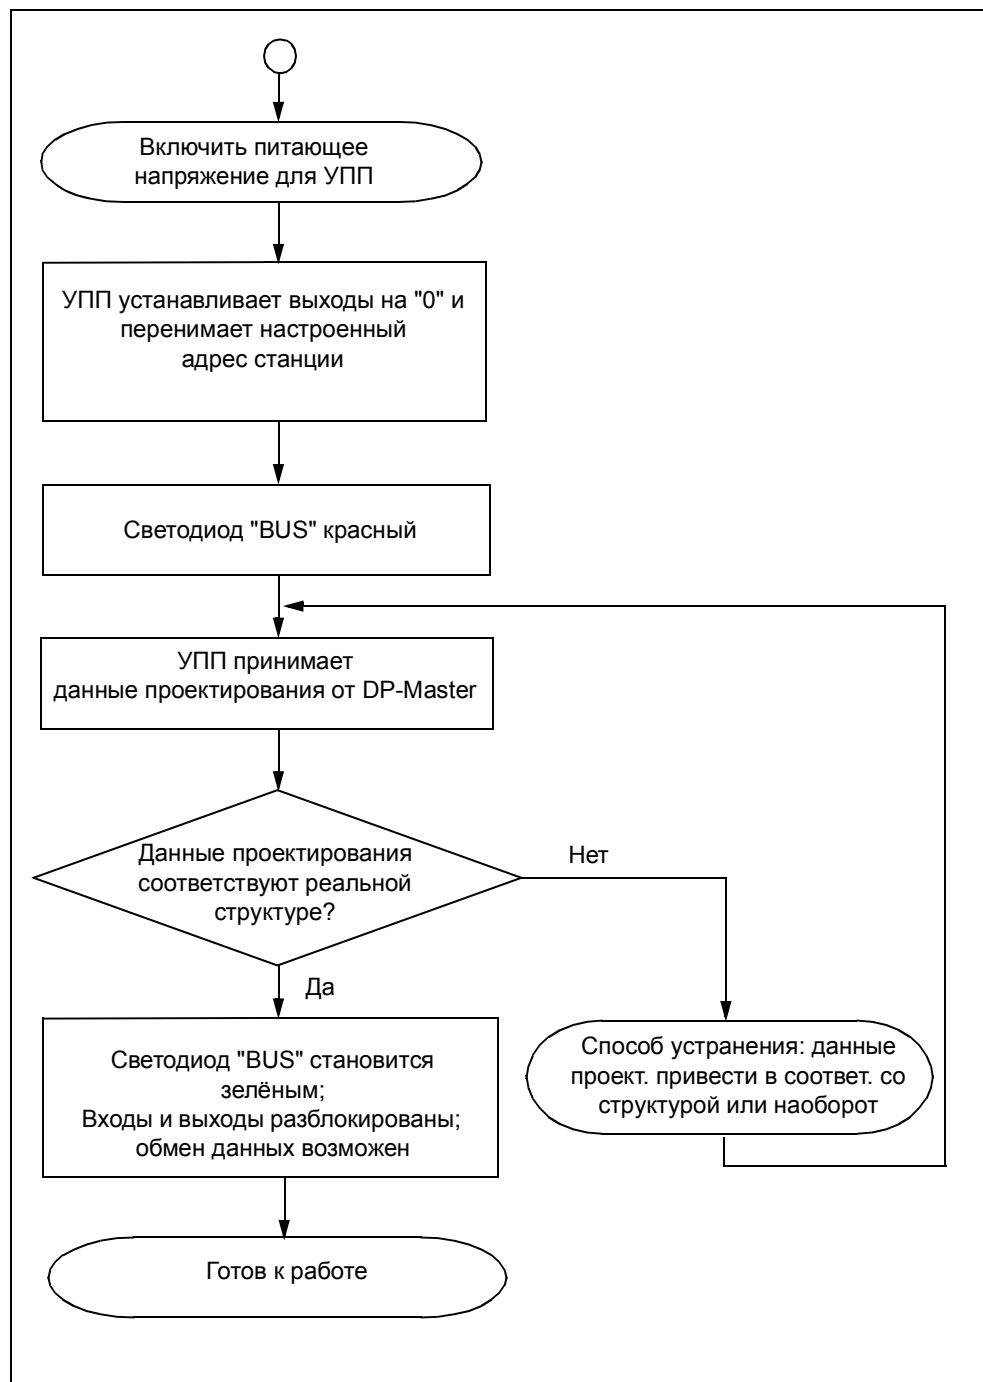 Включить питающее
напряжение для УПП
УПП устанавливает выходы на "0" и
перенимает настроенный
адрес станции
Светодиод "BUS" красный
УПП принимает
данные проектирования от DP-Master
Данные проектирования
соответствуют реальной
структуре?
Нет
Да
Светодиод "BUS" становится
зелёным;
Входы и выходы разблокированы;
обмен данных возможен
Способ устранения: данные
проект. привести в соответ. со
структурой или наоборот
Готов к работе